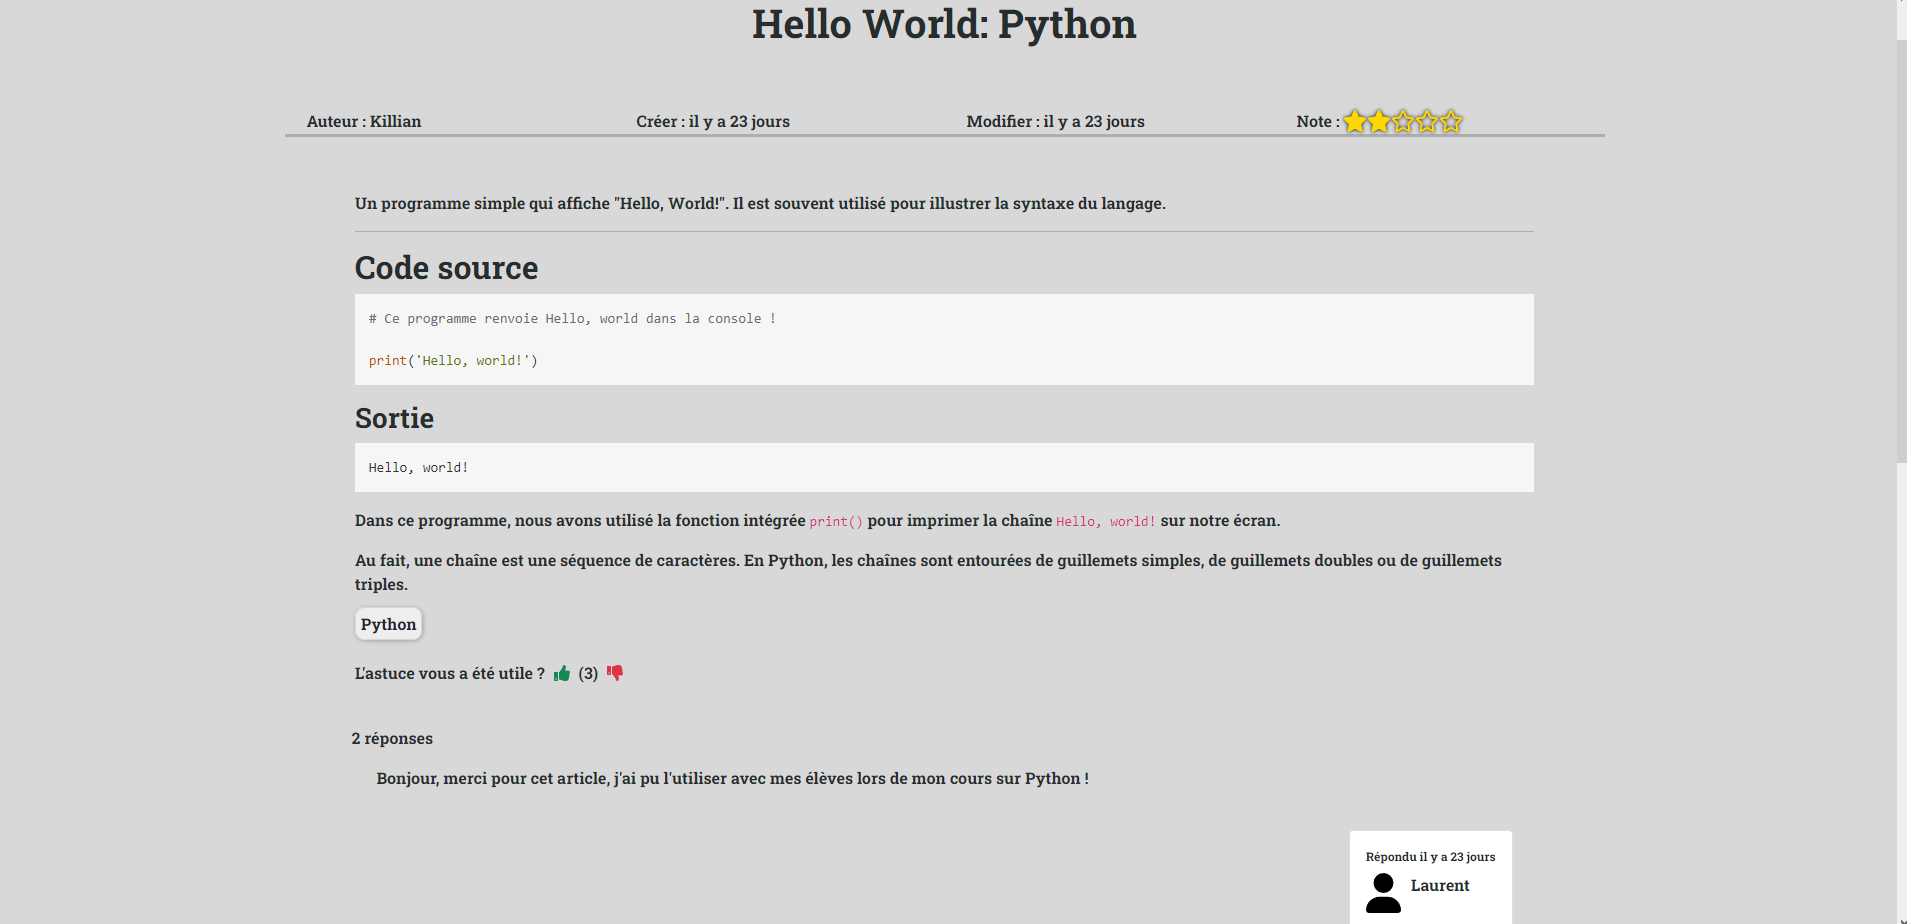 Hello World: Python
Auteur : Killian
Créer : il y a 23 jours
Modifier : il y a 23 jours
Note :
Un programme simple qui affiche "Hello, World!". Il est souvent utilisé pour illustrer la syntaxe du langage.
Code source
# Ce programme renvoie Hello, world dans la console !
print('Hello, world!')
Sortie
Hello, world!
Dans ce programme, nous avons utilisé la fonction intégrée print() pour imprimer la chaîne Hello, world! sur notre écran.
Au fait, une chaîne est une séquence de caractères. En Python, les chaînes sont entourées de guillemets simples, de guillemets doubles ou de guillemets
triples.
Python
L'astuce vous a été utile ? (3)
2 réponses
Bonjour, merci pour cet article, j'ai pu l'utiliser avec mes élèves lors de mon cours sur Python !
Répondu il y a 23 jours
Laurent